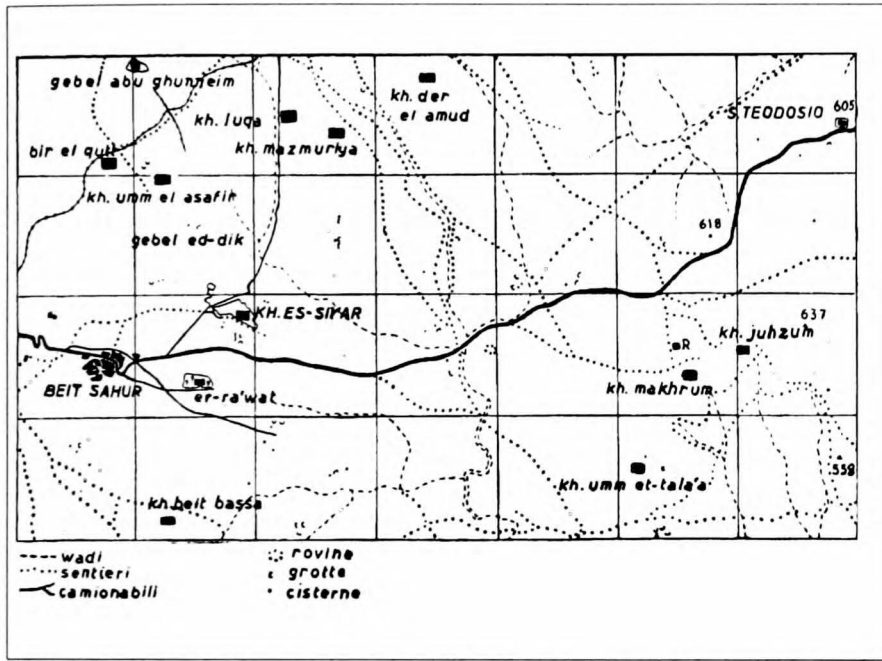 gebel abu ghunneim
kh. luqa
kh. der
el amud
S. TEODOSIO
605
bir el qutt
kh. mazmuriya
kh. umm el asafir
gebel ed-dik
618
KH. ES-SIYAR
637
R
kh. juhzum
BEIT SAHUR
er-ra'wat
kh. makhrum
kh. umm et-tala'a
559
kh. beit bassa
wadi
sentieri
camionabili
rovine
grotte
cisterne